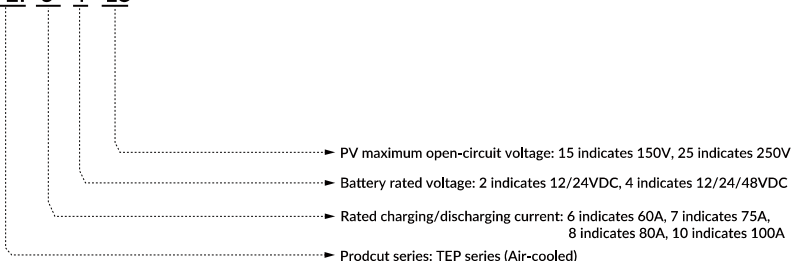 PV maximum open-circuit voltage: 15 indicates 150V, 25 indicates 250V
Battery rated voltage: 2 indicates 12/24VDC, 4 indicates 12/24/48VDC
Rated charging/discharging current: 6 indicates 60A, 7 indicates 75A,
8 indicates 80A, 10 indicates 100A
Prodcut series: TEP series (Air-cooled)